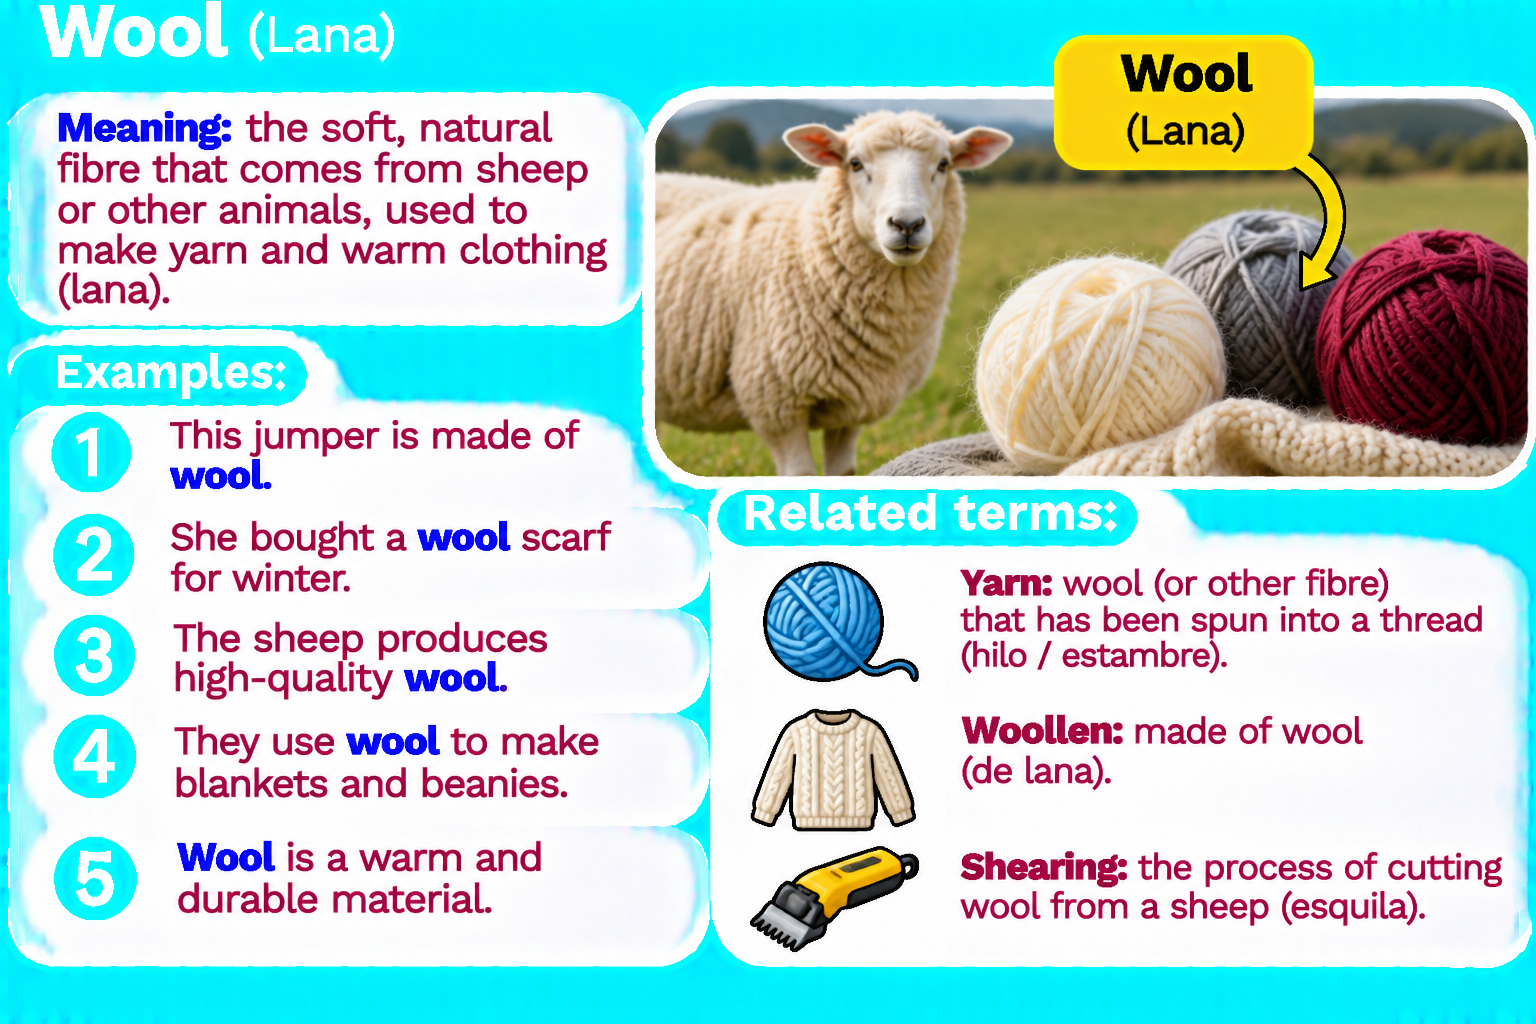 Wool (Lana)
Meaning: the soft, natural
fibre that comes from sheep
or other animals, used to
make yarn and warm clothing
(lana).
Wool
(Lana)
Examples:
1 This jumper is made of
wool.
2 She bought a wool scarf
for winter.
3 The sheep produces
high-quality wool.
4 They use wool to make
blankets and beanies.
5 Wool is a warm and
durable material.
Related terms:
Yarn: wool (or other fibre)
that has been spun into a thread
(hilo / estambre).
Woollen: made of wool
(de lana).
Shearing: the process of cutting
wool from a sheep (esquila).